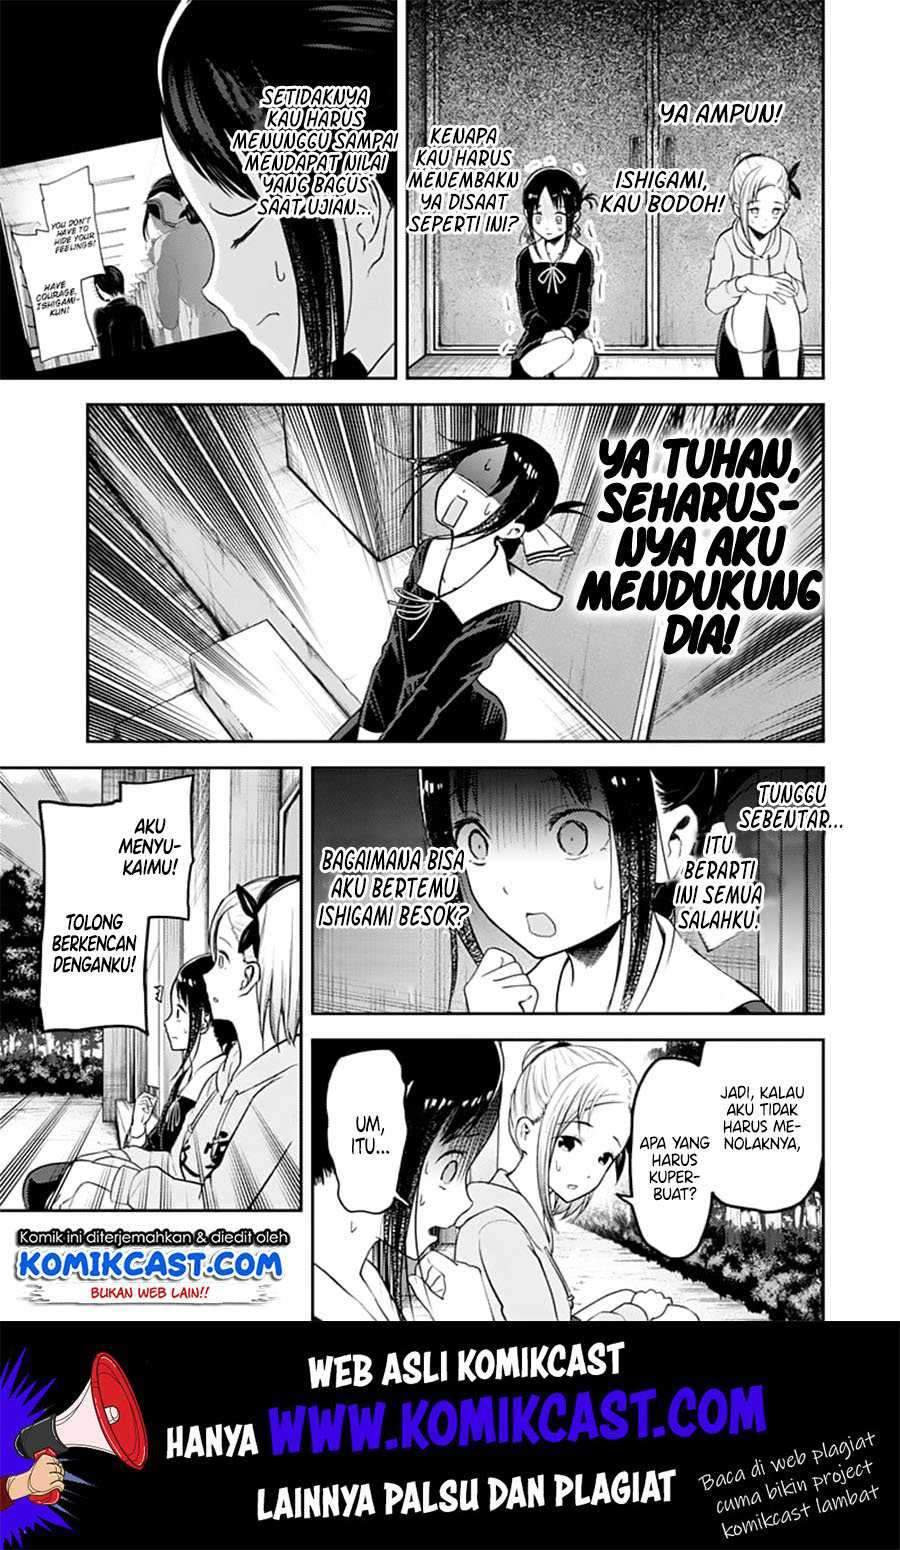 YA AMPUN!
ISHIGAMI,
KAU BODOH!
KENAPA
KAU HARUS
MENEMBAKN
YA DISAAT
SEPERTI INI?
SETIDAKNYA
KAU HARUS
MENUNGGU SAMPAI
MENDAPAT NILAI
YANG BAGUS
SAAT UJIAN...
YOU DON'T
HAVE TO
HIDE YOUR
FEELINGS!
HAVE
COURAGE,
ISHIGAMI-
KUN!
YA TUHAN,
SEHARUS-
NYA AKU
MENDUKUNG
DIA!
TUNGGU
SEBENTAR...
ITU
BERARTI
INI SEMUA
SALAHKU.
BAGAIMANA BISA
AKU BERTEMU
ISHIGAMI BESOK?
AKU
MENYU-
KAIMU!
TOLONG
BERKENCAN
DENGANKU!
JADI, KALAU
AKU TIDAK
HARUS ME-
NOLAKNYA,
APA YANG
HARUS
KUPER-
BUAT?
UM,
ITU...
Komik ini diterjemahkan & diedit oleh
KOMIKCAST.COM
BUKAN WEB LAIN!!
WEB ASLI KOMIKCAST
HANYA WWW.KOMIKCAST.COM
LAINNYA PALSU DAN PLAGIAT
Baca di web plagiat
cuma bikin project
komikcast lambat